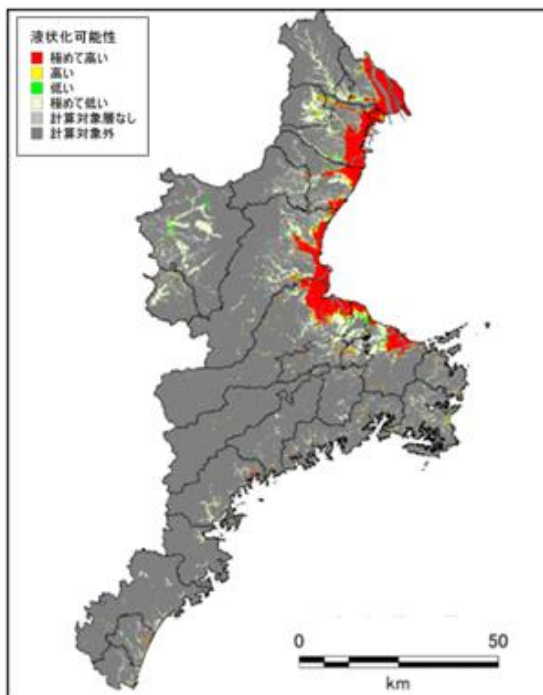 液状化可能性
極めて高い
高い
低い
極めて低い
計算対象層なし
計算対象外
0
50
km